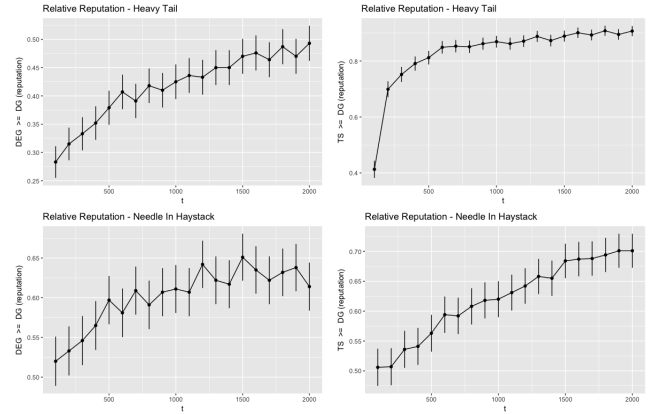 Relative Reputation - Heavy Tail
DEG >= DG (reputation)
0.50
0.45
0.40
0.35
0.30
0.25
500
1000
1500
2000
t
Relative Reputation - Heavy Tail
TS >= DG (reputation)
0.8
0.6
0.4
500
1000
1500
2000
t
Relative Reputation - Needle In Haystack
DEG >= DG (reputation)
0.65
0.60
0.55
0.50
500
1000
1500
2000
t
Relative Reputation - Needle In Haystack
TS >= DG (reputation)
0.70
0.65
0.60
0.55
0.50
500
1000
1500
2000
t